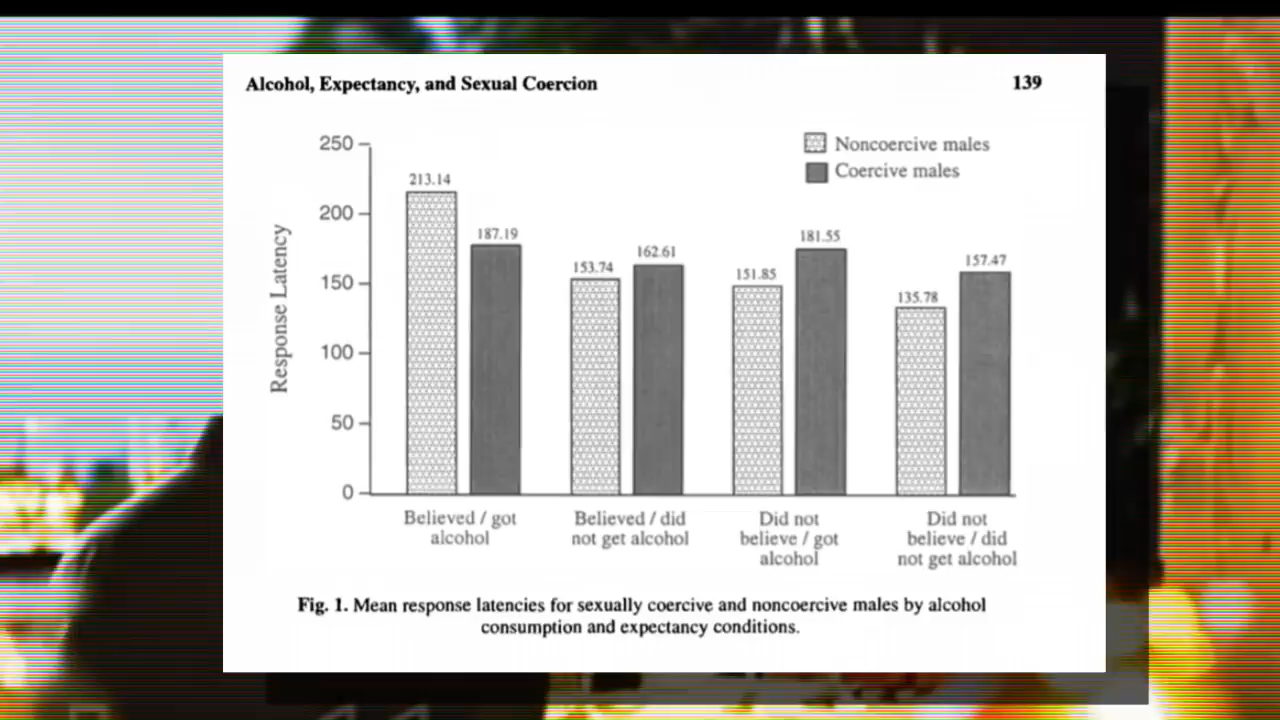 Alcohol, Expectancy, and Sexual Coercion 139
250
200
150
100
50
0
Response Latency
Noncoercive males
Coercive males
213.14
187.19
153.74
162.61
151.85
181.55
135.78
157.47
Believed / got
alcohol
Believed / did
not get alcohol
Did not
believe / got
alcohol
Did not
believe / did
not get alcohol
Fig. 1. Mean response latencies for sexually coercive and noncoercive males by alcohol
consumption and expectancy conditions.